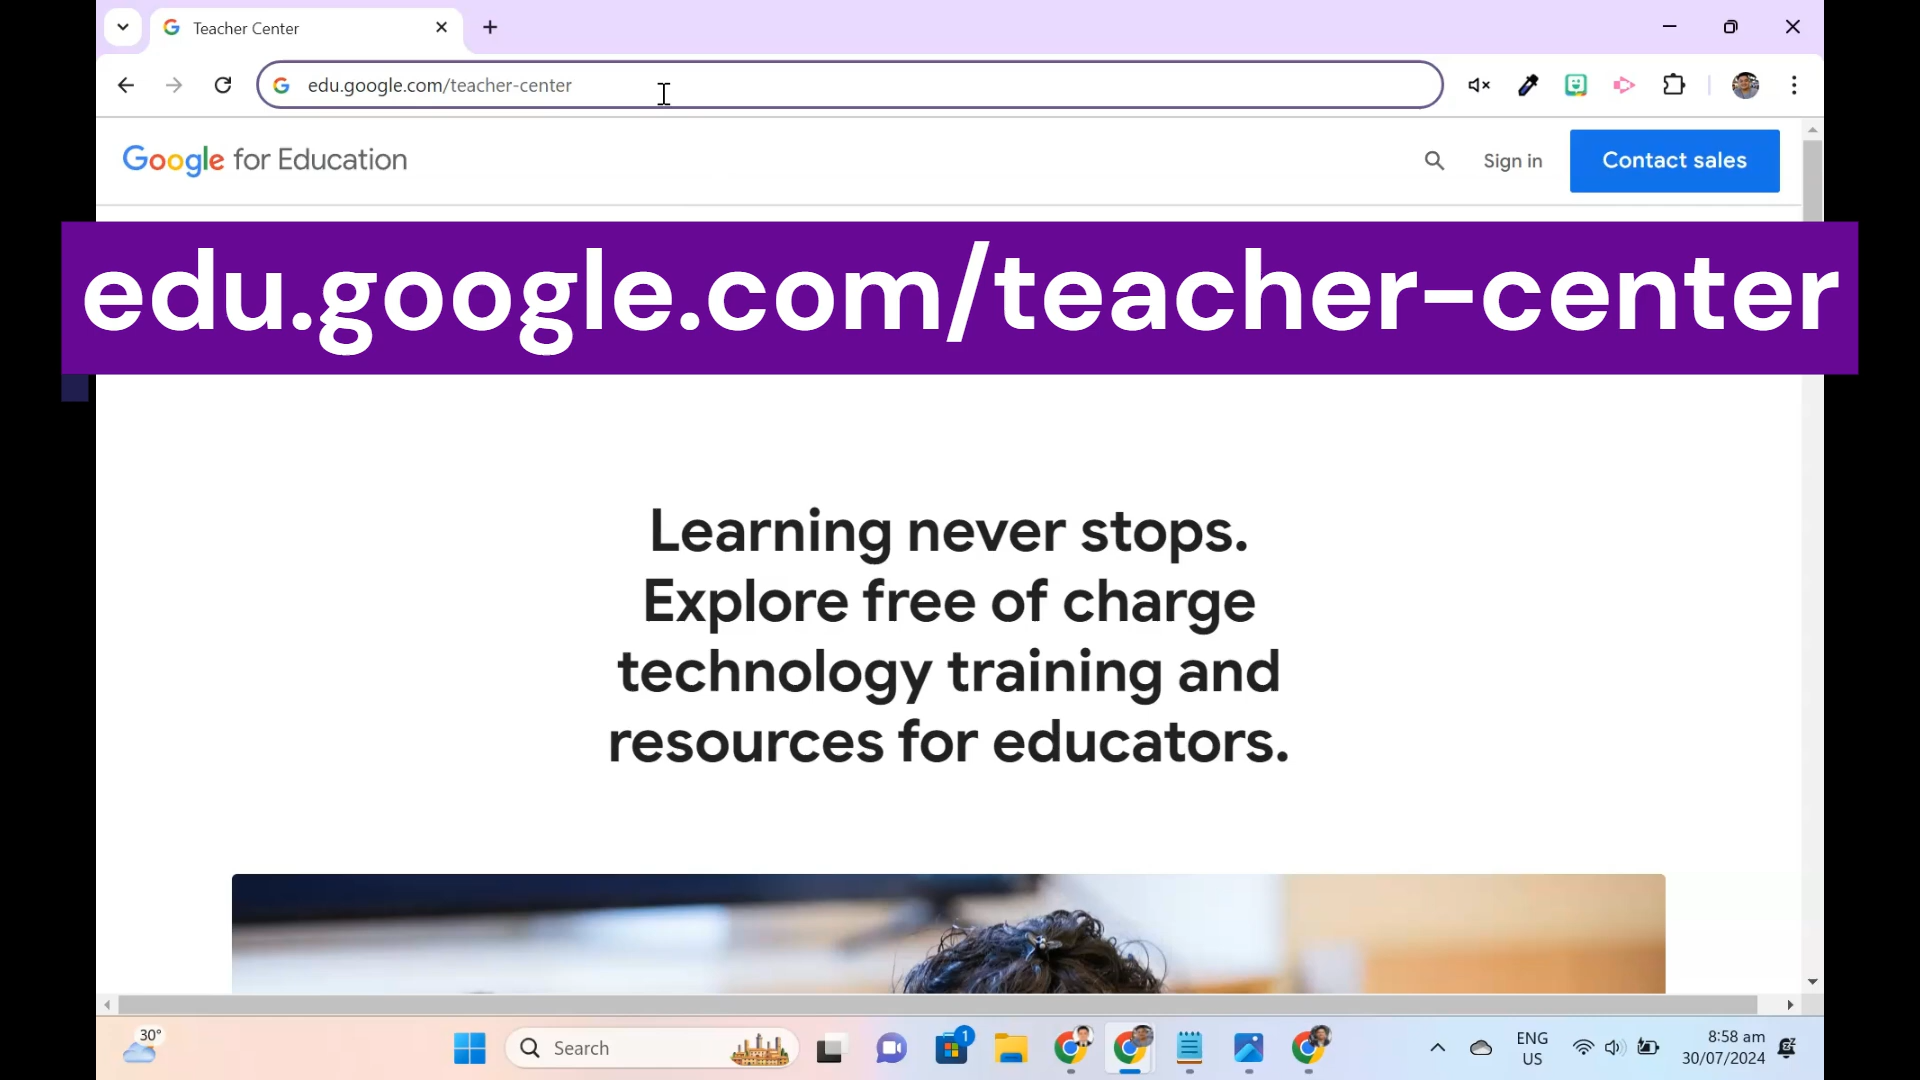 Teacher Center
edu.google.com/teacher-center
Google for Education
Sign in
Contact sales
edu.google.com/teacher-center
Learning never stops.
Explore free of charge
technology training and
resources for educators.
30°
Search
1
ENG
US
8:58 am
30/07/2024